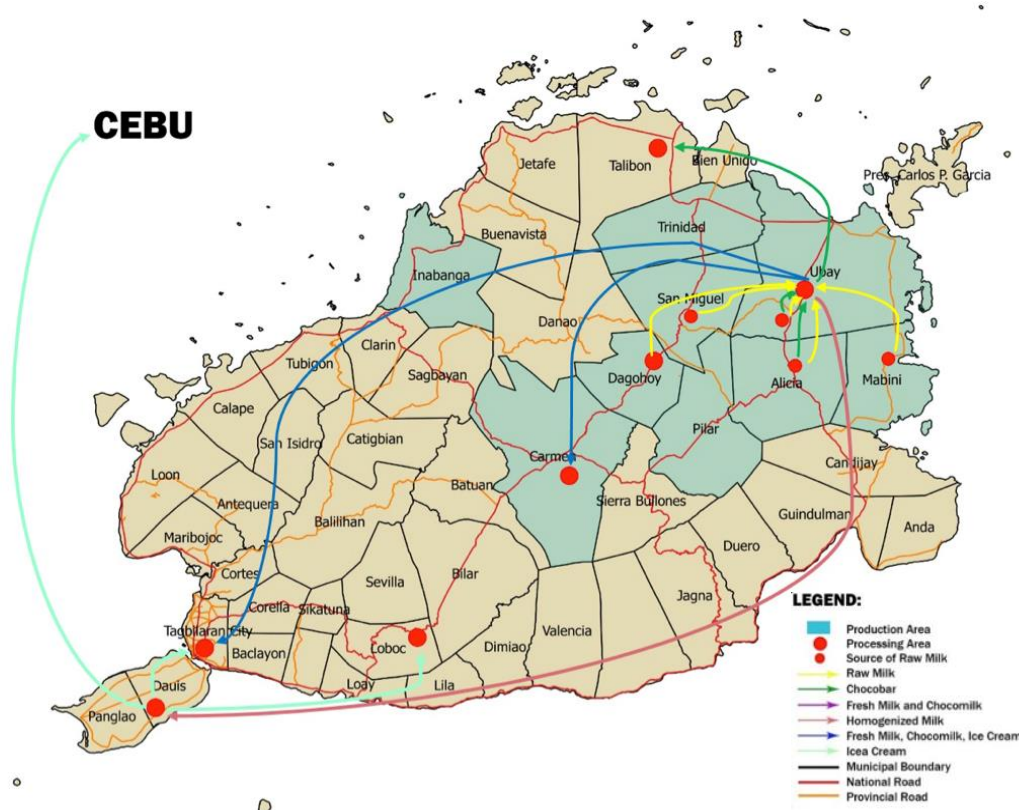 CEBU
Jetafe
Talibon
Bien Unido
Pres. Carlos P. Garcia
Buenavista
Trinidad
Inabanga
Ubay
San Miguel
Danao
Clarin
Tubigon
Sagbayan
Dagohoy
Alicia
Mabini
Calape
San Isidro
Catigbian
Pilar
Carmen
Candijay
Loon
Batuan
Sierra Bullones
Antequera
Balilihan
Guindulman
Anda
Maribojoc
Duero
Cortes
Sevilla
Bilar
Jagna
Corella
Sikatuna
Tagbilaran City
Loboc
Dimiao
Valencia
Baclayon
Dauis
Loay
Lila
Panglao
LEGEND:
Production Area
Processing Area
Source of Raw Milk
Raw Milk
Chocobar
Fresh Milk and Chocomilk
Homogenized Milk
Fresh Milk, Chocomilk, Ice Cream
Icea Cream
Municipal Boundary
National Road
Provincial Road